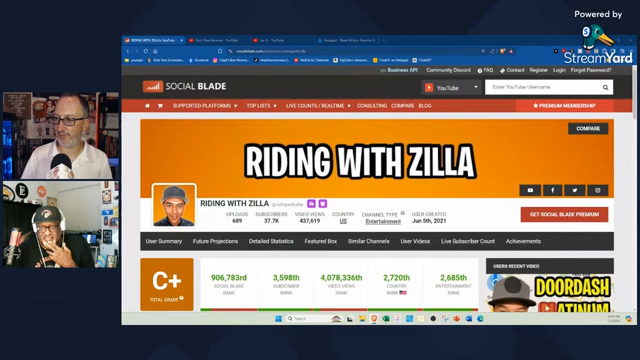 Powered by
StreamYard
RIDING WITH ZILLA
Business API Community Discord FAQ Contact Register Login Forgot Password?
SOCIAL BLADE
YouTube
Enter YouTube Username
SUPPORTED PLATFORMS TOP LISTS LIVE COUNTS / REALTIME CONSULTING COMPARE BLOG
PREMIUM MEMBERSHIP
COMPARE
RIDING WITH ZILLA
RIDING WITH ZILLA
UPLOADS SUBSCRIBERS VIDEO VIEWS COUNTRY CHANNEL TYPE USER CREATED
689 37.7K 437,619 US Entertainment Jun 5th, 2021
GET SOCIAL BLADE PREMIUM
User Summary Future Projections Detailed Statistics Featured Box Similar Channels User Videos Live Subscriber Count Achievements
C+
TOTAL GRADE
906,783rd 3,598th 4,078,336th 2,720th 2,685th
SOCIAL BLADE RANK
SUBSCRIBER RANK
VIDEO VIEWS RANK
COUNTRY RANK
ENTERTAINMENT RANK
USERS RECENT VIDEO
DOORDASH
PLATINUM
Search